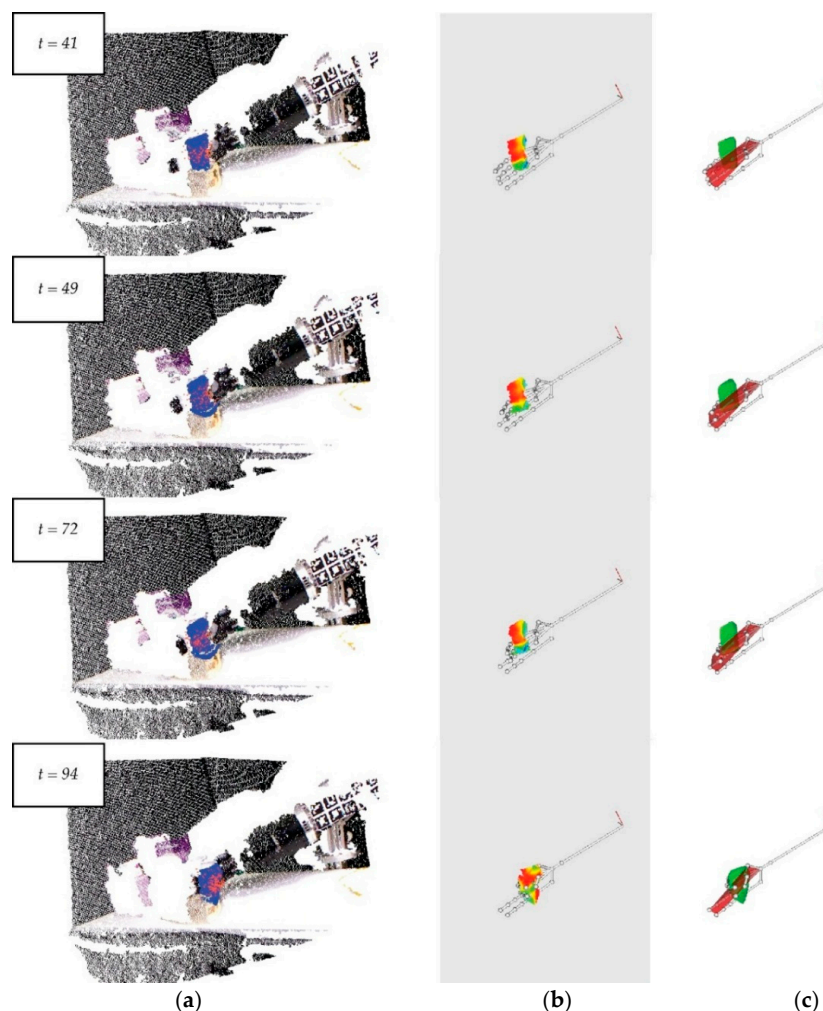 t = 41
t = 49
t = 72
t = 94
(a)
(b)
(c)